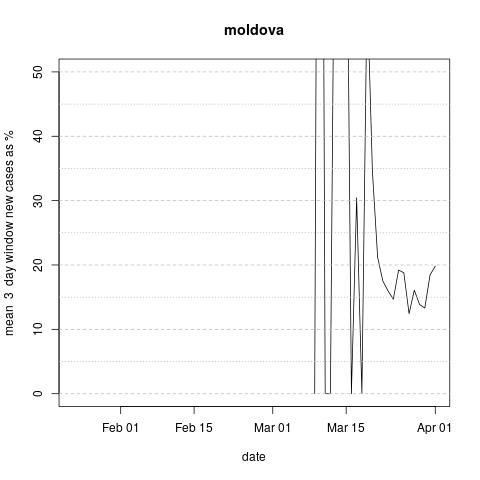 moldova
mean 3 day window new cases as %
50
40
30
20
10
0
Feb 01
Feb 15
Mar 01
Mar 15
Apr 01
date